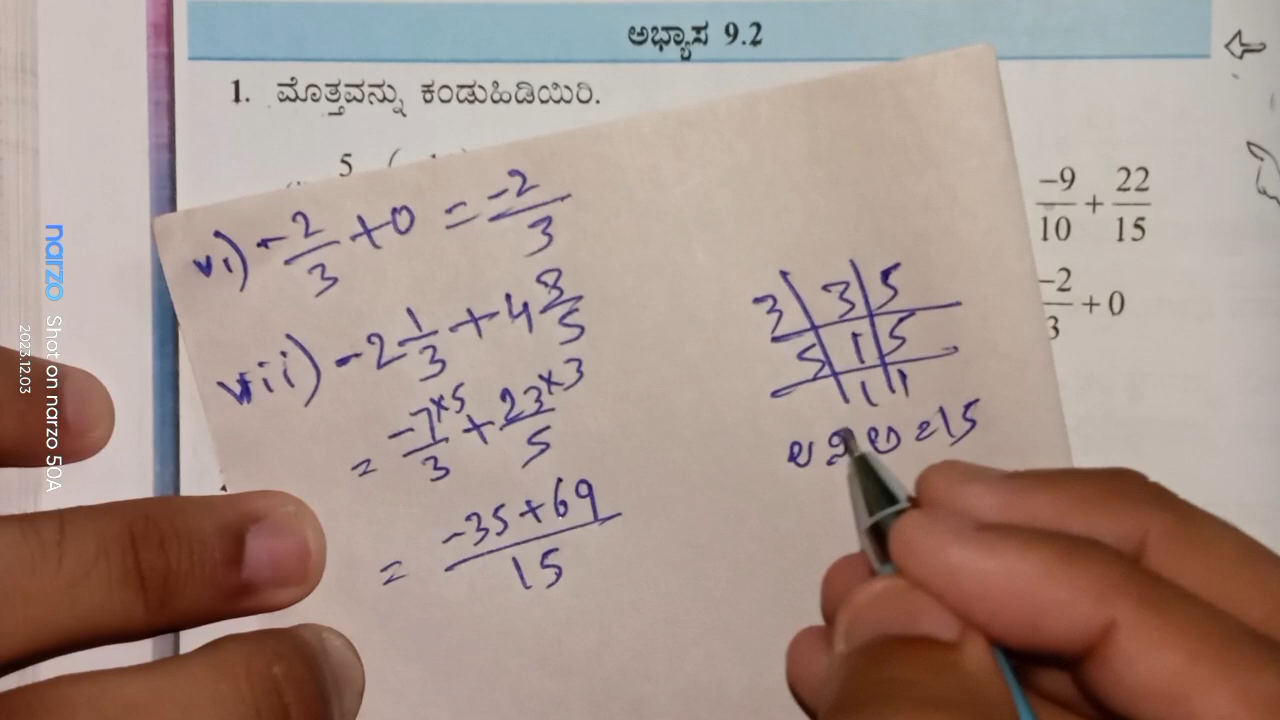 ಅಭ್ಯಾಸ 9.2
1. ಮೊತ್ತವನ್ನು ಕಂಡುಹಿಡಿಯಿರಿ.
5
-9/10 + 22/15
-2/3 + 0
vi) -2/3 + 0 = -2/3
vii) -2 1/3 + 4 3/5
= -7×5/3 + 23×3/5
= -35+69/15
3 3 5
5 1 5
1 1
ಲ ಸಿ ಅ = 15
narzo Shot on narzo 50A
2023.12.03